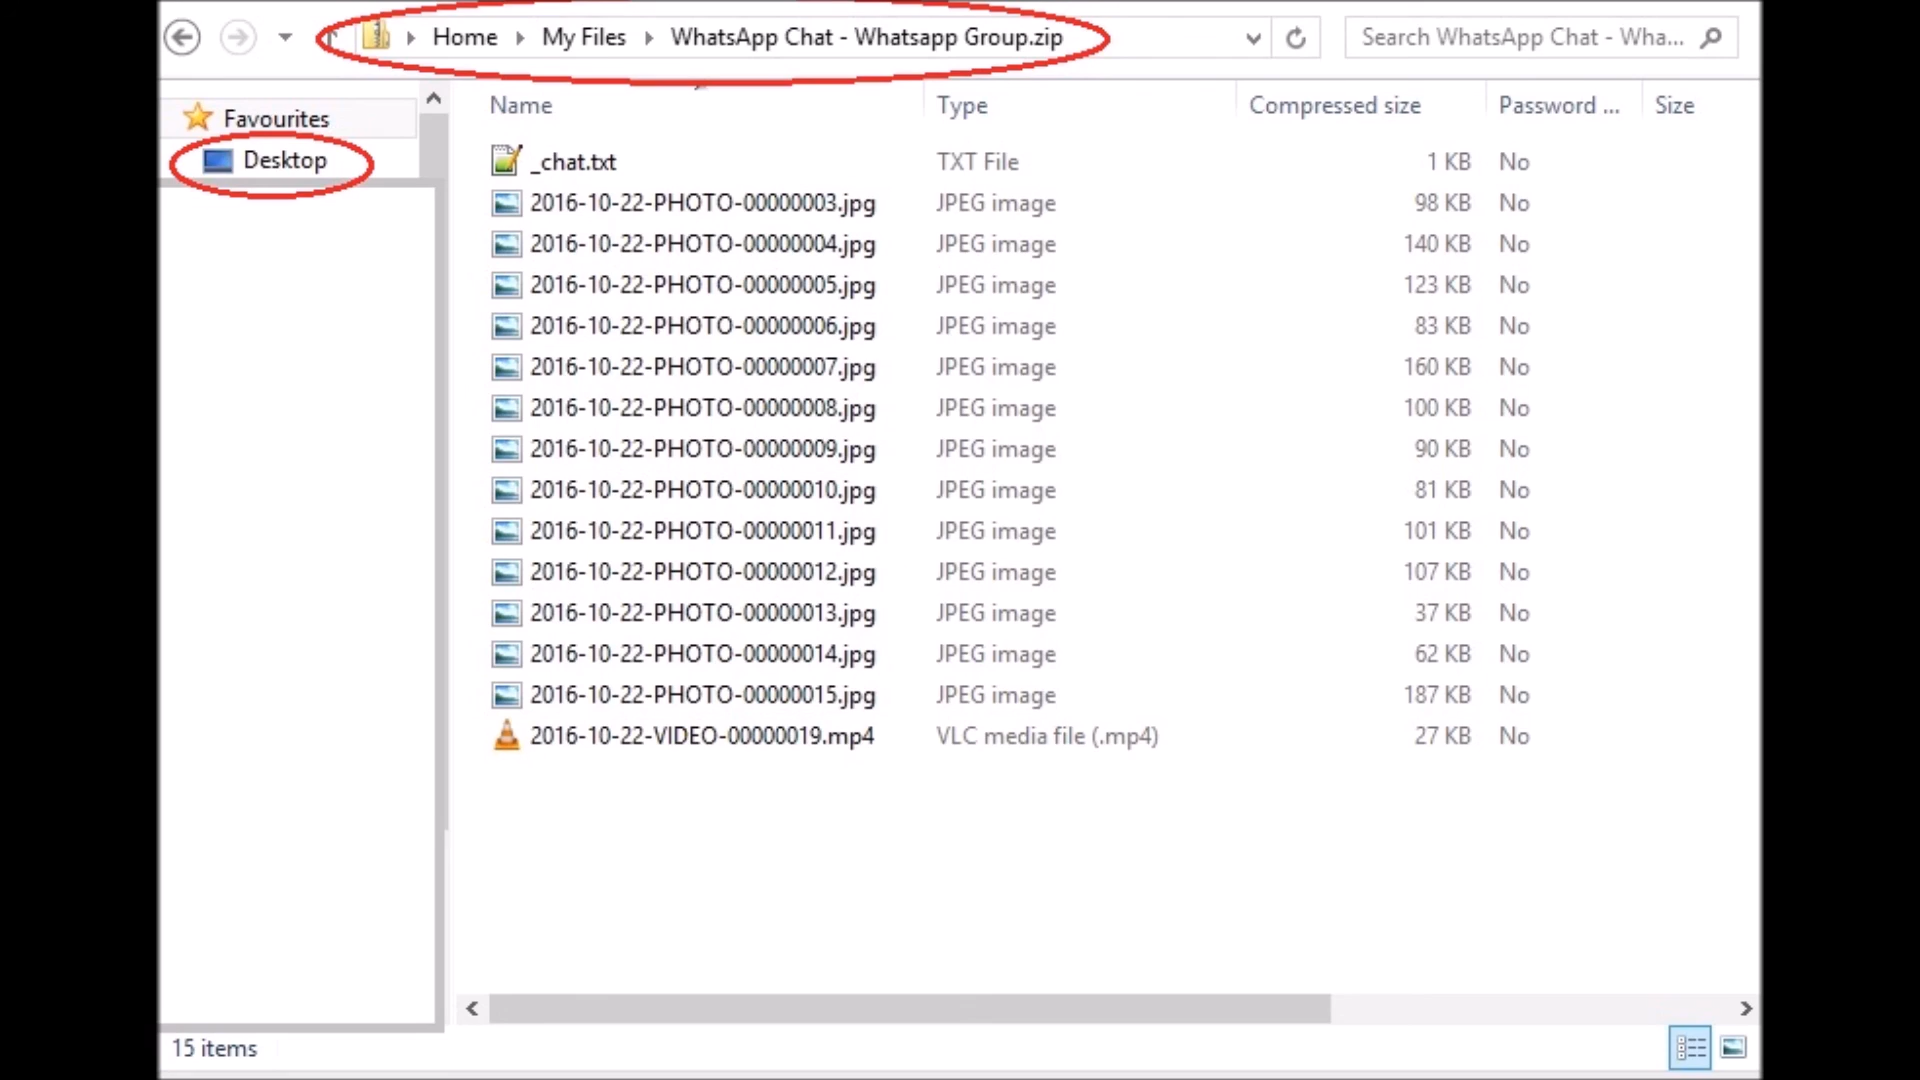 Home My Files WhatsApp Chat - Whatsapp Group.zip Search WhatsApp Chat - Wha...
Favourites
Desktop
Name Type Compressed size Password ... Size
_chat.txt TXT File 1 KB No
2016-10-22-PHOTO-00000003.jpg JPEG image 98 KB No
2016-10-22-PHOTO-00000004.jpg JPEG image 140 KB No
2016-10-22-PHOTO-00000005.jpg JPEG image 123 KB No
2016-10-22-PHOTO-00000006.jpg JPEG image 83 KB No
2016-10-22-PHOTO-00000007.jpg JPEG image 160 KB No
2016-10-22-PHOTO-00000008.jpg JPEG image 100 KB No
2016-10-22-PHOTO-00000009.jpg JPEG image 90 KB No
2016-10-22-PHOTO-00000010.jpg JPEG image 81 KB No
2016-10-22-PHOTO-00000011.jpg JPEG image 101 KB No
2016-10-22-PHOTO-00000012.jpg JPEG image 107 KB No
2016-10-22-PHOTO-00000013.jpg JPEG image 37 KB No
2016-10-22-PHOTO-00000014.jpg JPEG image 62 KB No
2016-10-22-PHOTO-00000015.jpg JPEG image 187 KB No
2016-10-22-VIDEO-00000019.mp4 VLC media file (.mp4) 27 KB No
15 items